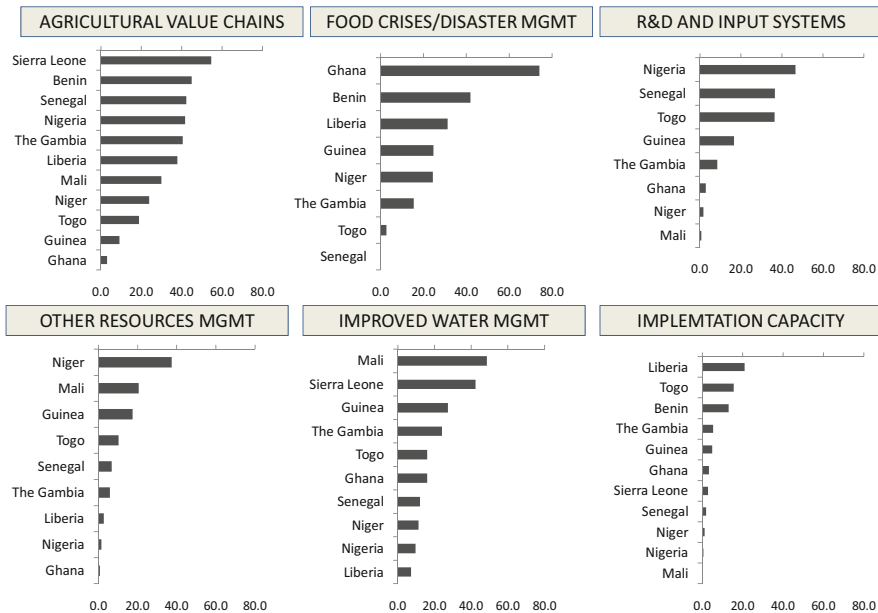 AGRICULTURAL VALUE CHAINS
0.0 20.0 40.0 60.0 80.0
Sierra Leone
Benin
Senegal
Nigeria
The Gambia
Liberia
Mali
Niger
Togo
Guinea
Ghana
FOOD CRISES/DISASTER MGMT
0.0 20.0 40.0 60.0 80.0
Ghana
Benin
Liberia
Guinea
Niger
The Gambia
Togo
Senegal
R&D AND INPUT SYSTEMS
Nigeria
Senegal
Togo
Guinea
The Gambia
Ghana
Niger
Mali
0.0 20.0 40.0 60.0 80.0
OTHER RESOURCES MGMT
Niger
Mali
Guinea
Togo
Senegal
The Gambia
Liberia
Nigeria
Ghana
0.0 20.0 40.0 60.0 80.0
IMPROVED WATER MGMT
Mali
Sierra Leone
Guinea
The Gambia
Togo
Ghana
Senegal
Niger
Nigeria
Liberia
0.0 20.0 40.0 60.0 80.0
IMPLEMTATION CAPACITY
Liberia
Togo
Benin
The Gambia
Guinea
Ghana
Sierra Leone
Senegal
Niger
Nigeria
Mali
0.0 20.0 40.0 60.0 80.0